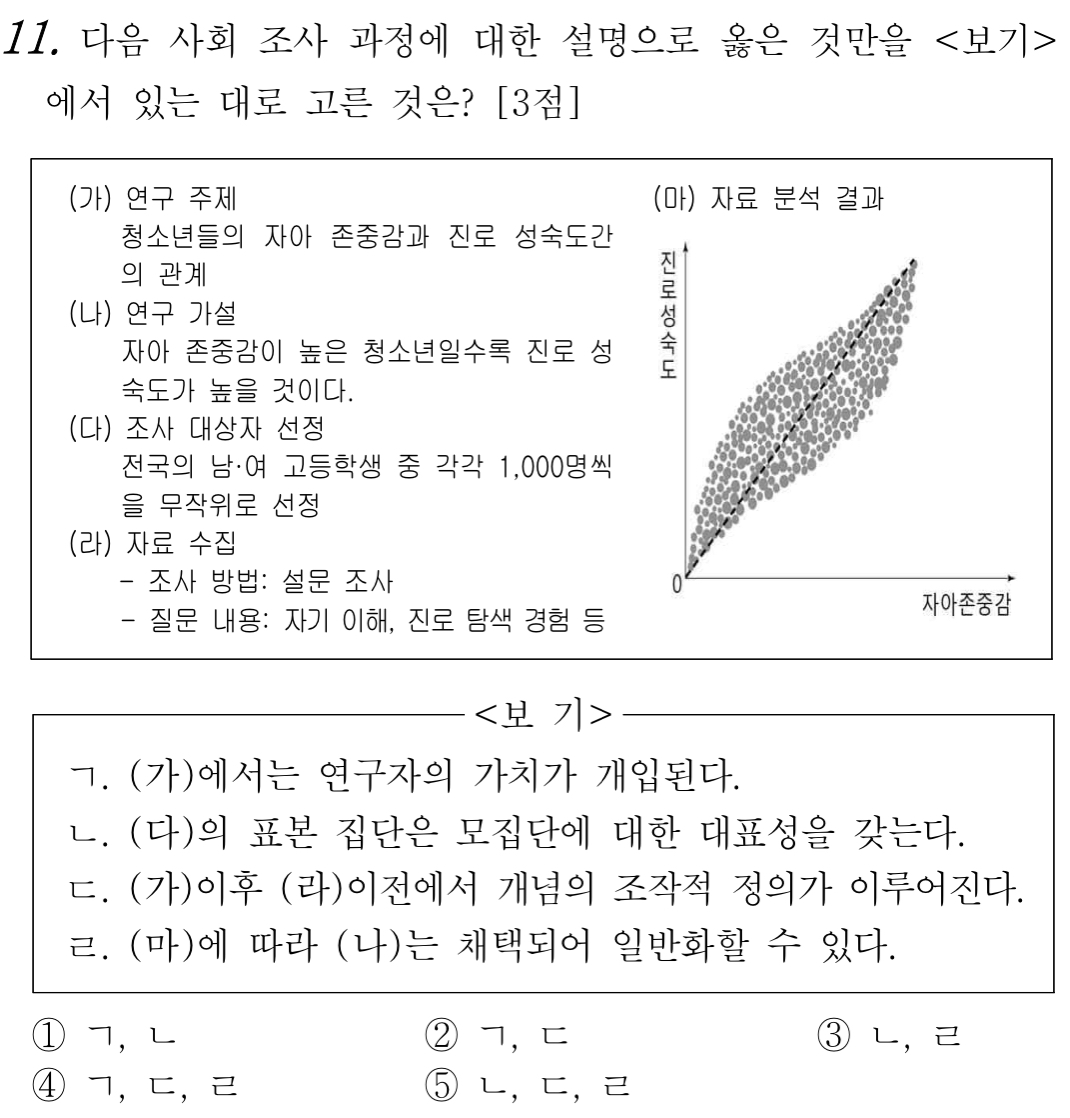 11. 다음 사회 조사 과정에 대한 설명으로 옳은 것만을 <보기>
에서 있는 대로 고른 것은? [3점]
(가) 연구 주제
청소년들의 자아 존중감과 진로 성숙도간
의 관계
(나) 연구 가설
자아 존중감이 높은 청소년일수록 진로 성
숙도가 높을 것이다.
(다) 조사 대상자 선정
전국의 남·여 고등학생 중 각각 1,000명씩
을 무작위로 선정
(라) 자료 수집
- 조사 방법: 설문 조사
- 질문 내용: 자기 이해, 진로 탐색 경험 등
(마) 자료 분석 결과
진로성숙도
0
자아존중감
<보 기>
ㄱ. (가)에서는 연구자의 가치가 개입된다.
ㄴ. (다)의 표본 집단은 모집단에 대한 대표성을 갖는다.
ㄷ. (가)이후 (라)이전에서 개념의 조작적 정의가 이루어진다.
ㄹ. (마)에 따라 (나)는 채택되어 일반화할 수 있다.
① ㄱ, ㄴ ② ㄱ, ㄷ ③ ㄴ, ㄹ
④ ㄱ, ㄷ, ㄹ ⑤ ㄴ, ㄷ, ㄹ